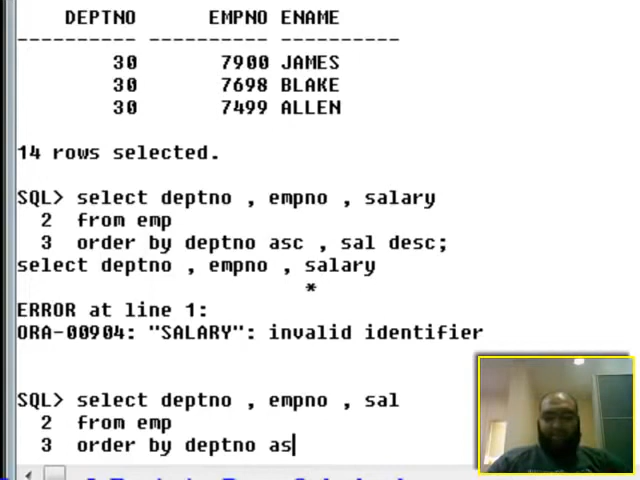 DEPTNO EMPNO ENAME
---------- ---------- ----------
30 7900 JAMES
30 7698 BLAKE
30 7499 ALLEN
14 rows selected.
SQL> select deptno , empno , salary
2 from emp
3 order by deptno asc , sal desc;
select deptno , empno , salary
*
ERROR at line 1:
ORA-00904: "SALARY": invalid identifier
SQL> select deptno , empno , sal
2 from emp
3 order by deptno as